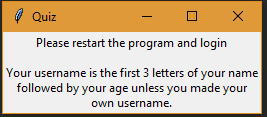 Quiz
Please restart the program and login
Your username is the first 3 letters of your name
followed by your age unless you made your
own username.